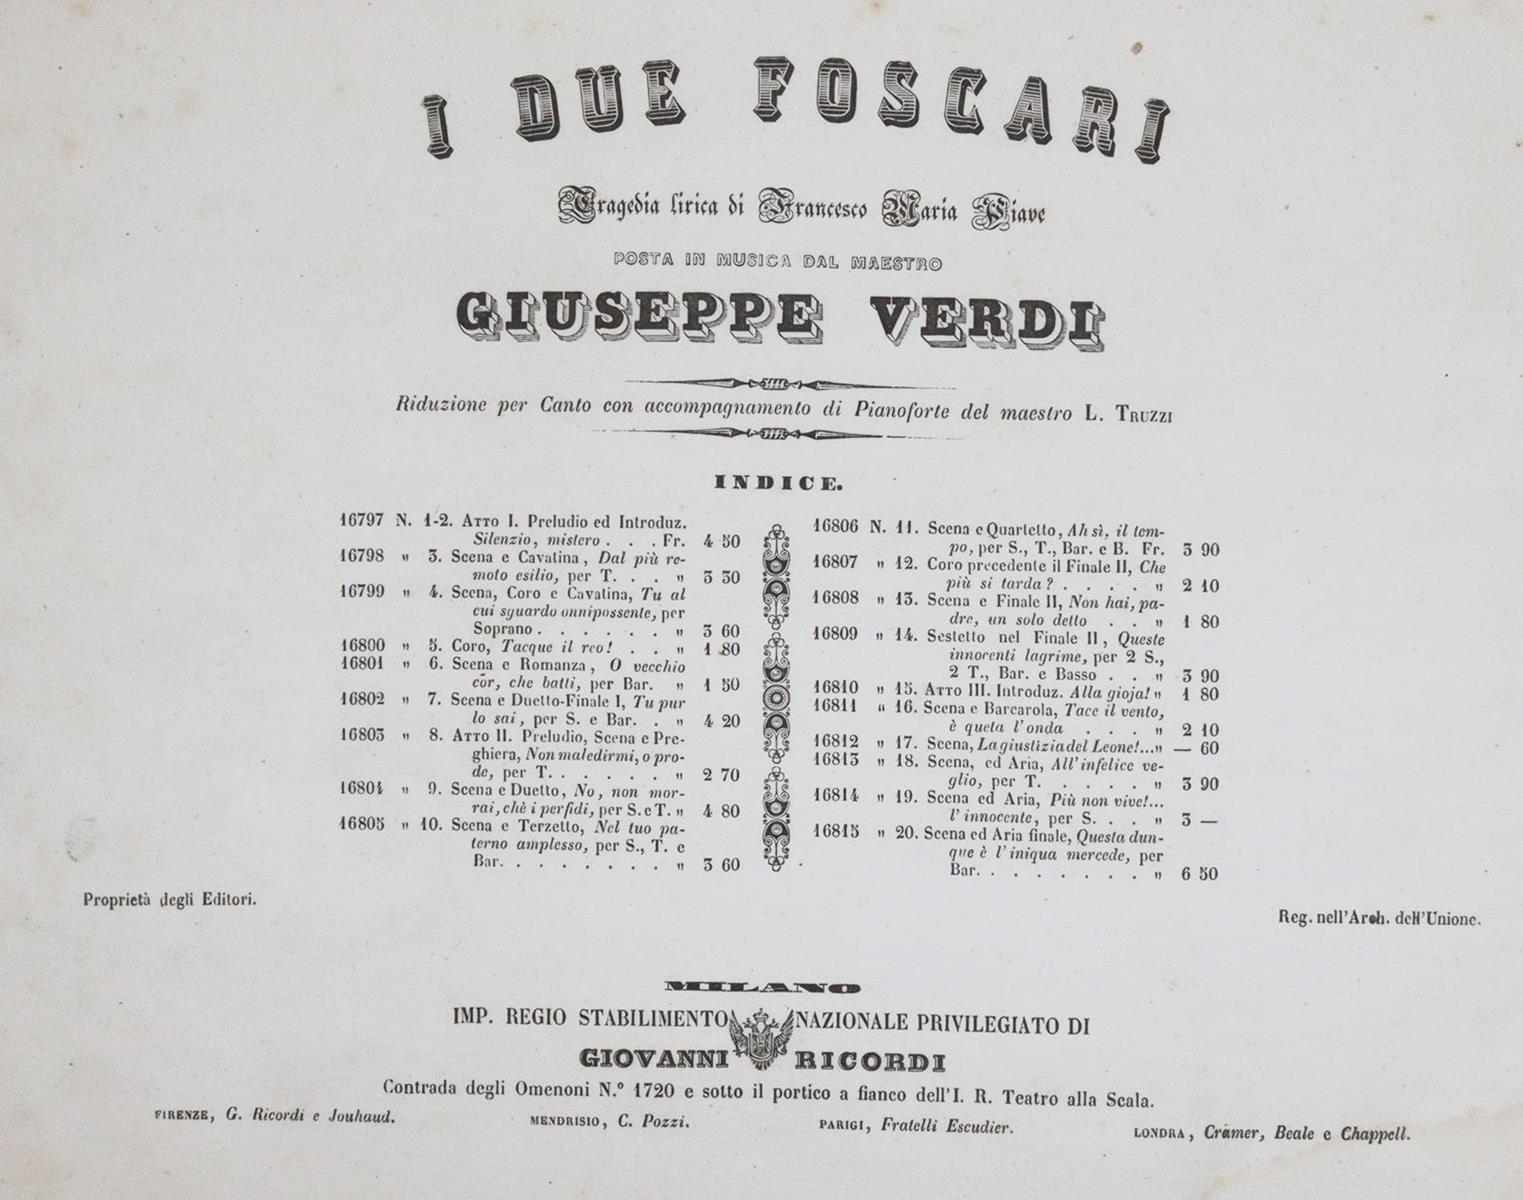 I DUE FOSCARI
Tragedia lirica di Francesco Maria Piave
POSTA IN MUSICA DAL MAESTRO
GIUSEPPE VERDI
Riduzione per Canto con accompagnamento di Pianoforte del maestro L. TRUZZI
INDICE.
16797 N. 1-2. ATTO I. Preludio ed Introduz.
Silenzio, mistero . . . Fr. 4 50
16798 " 3. Scena e Cavatina, Dal più re-
moto esilio, per T. . . " 3 30
16799 " 4. Scena, Coro e Cavatina, Tu al
cui sguardo onnipossente, per
Soprano . . . . . . " 3 60
16800 " 5. Coro, Tacque il reo! . . " 1 80
16801 " 6. Scena e Romanza, O vecchio
cor, che batti, per Bar. " 1 50
16802 " 7. Scena e Duetto-Finale I, Tu pur
lo sai, per S. e Bar. . " 4 20
16803 " 8. ATTO II. Preludio, Scena e Pre-
ghiera, Non maledirmi, o pro-
de, per T. . . . . . " 2 70
16804 " 9. Scena e Duetto, No, non mor-
rai, chè i perfidi, per S. e T. " 4 80
16805 " 10. Scena e Terzetto, Nel tuo pa-
terno amplesso, per S., T. e
Bar. . . . . . . . . " 3 60
16806 N. 11. Scena e Quartetto, Ah sì, il tem-
po, per S., T., Bar. e B. Fr. 3 90
16807 " 12. Coro precedente il Finale II, Che
più si tarda? . . . . " 2 10
16808 " 13. Scena e Finale II, Non hai, pa-
dre, un solo detto . . " 1 80
16809 " 14. Sestetto nel Finale II, Queste
innocenti lagrime, per 2 S.,
2 T., Bar. e Basso . . " 3 90
16810 " 15. ATTO III. Introduz. Alla gioja! " 1 80
16811 " 16. Scena e Barcarola, Tace il vento,
è queta l'onda . . . . " 2 10
16812 " 17. Scena, La giustizia del Leone!... " — 60
16813 " 18. Scena, ed Aria, All'infelice ve-
glio, per T. . . . . . " 3 90
16814 " 19. Scena ed Aria, Più non vive!...
l'innocente, per S. . . " 3 —
16815 " 20. Scena ed Aria finale, Questa dun-
que è l'iniqua mercede, per
Bar. . . . . . . . . " 6 50
Proprietà degli Editori.
Reg. nell'Arch. dell'Unione.
MILANO
IMP. REGIO STABILIMENTO NAZIONALE PRIVILEGIATO DI
GIOVANNI RICORDI
Contrada degli Omenoni N.º 1720 e sotto il portico a fianco dell'I. R. Teatro alla Scala.
FIRENZE, G. Ricordi e Jouhaud. MENDRISIO, C. Pozzi. PARIGI, Fratelli Escudier. LONDRA, Cramer, Beale e Chappell.